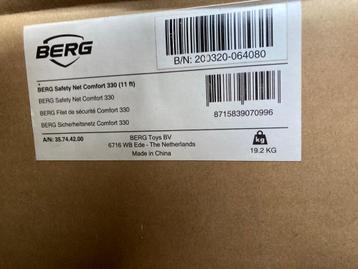 BERG
B/N: 200320-064080
BERG Safety Net Comfort 330 (11 ft)
BERG Safety Net Comfort 330
BERG Filet de sécurité Comfort 330
BERG Sicherheitsnetz Comfort 330
8715839070996
A/N: 35.74.42.00
BERG Toys BV
6716 WB Ede - The Netherlands
Made in China
kg
19.2 KG